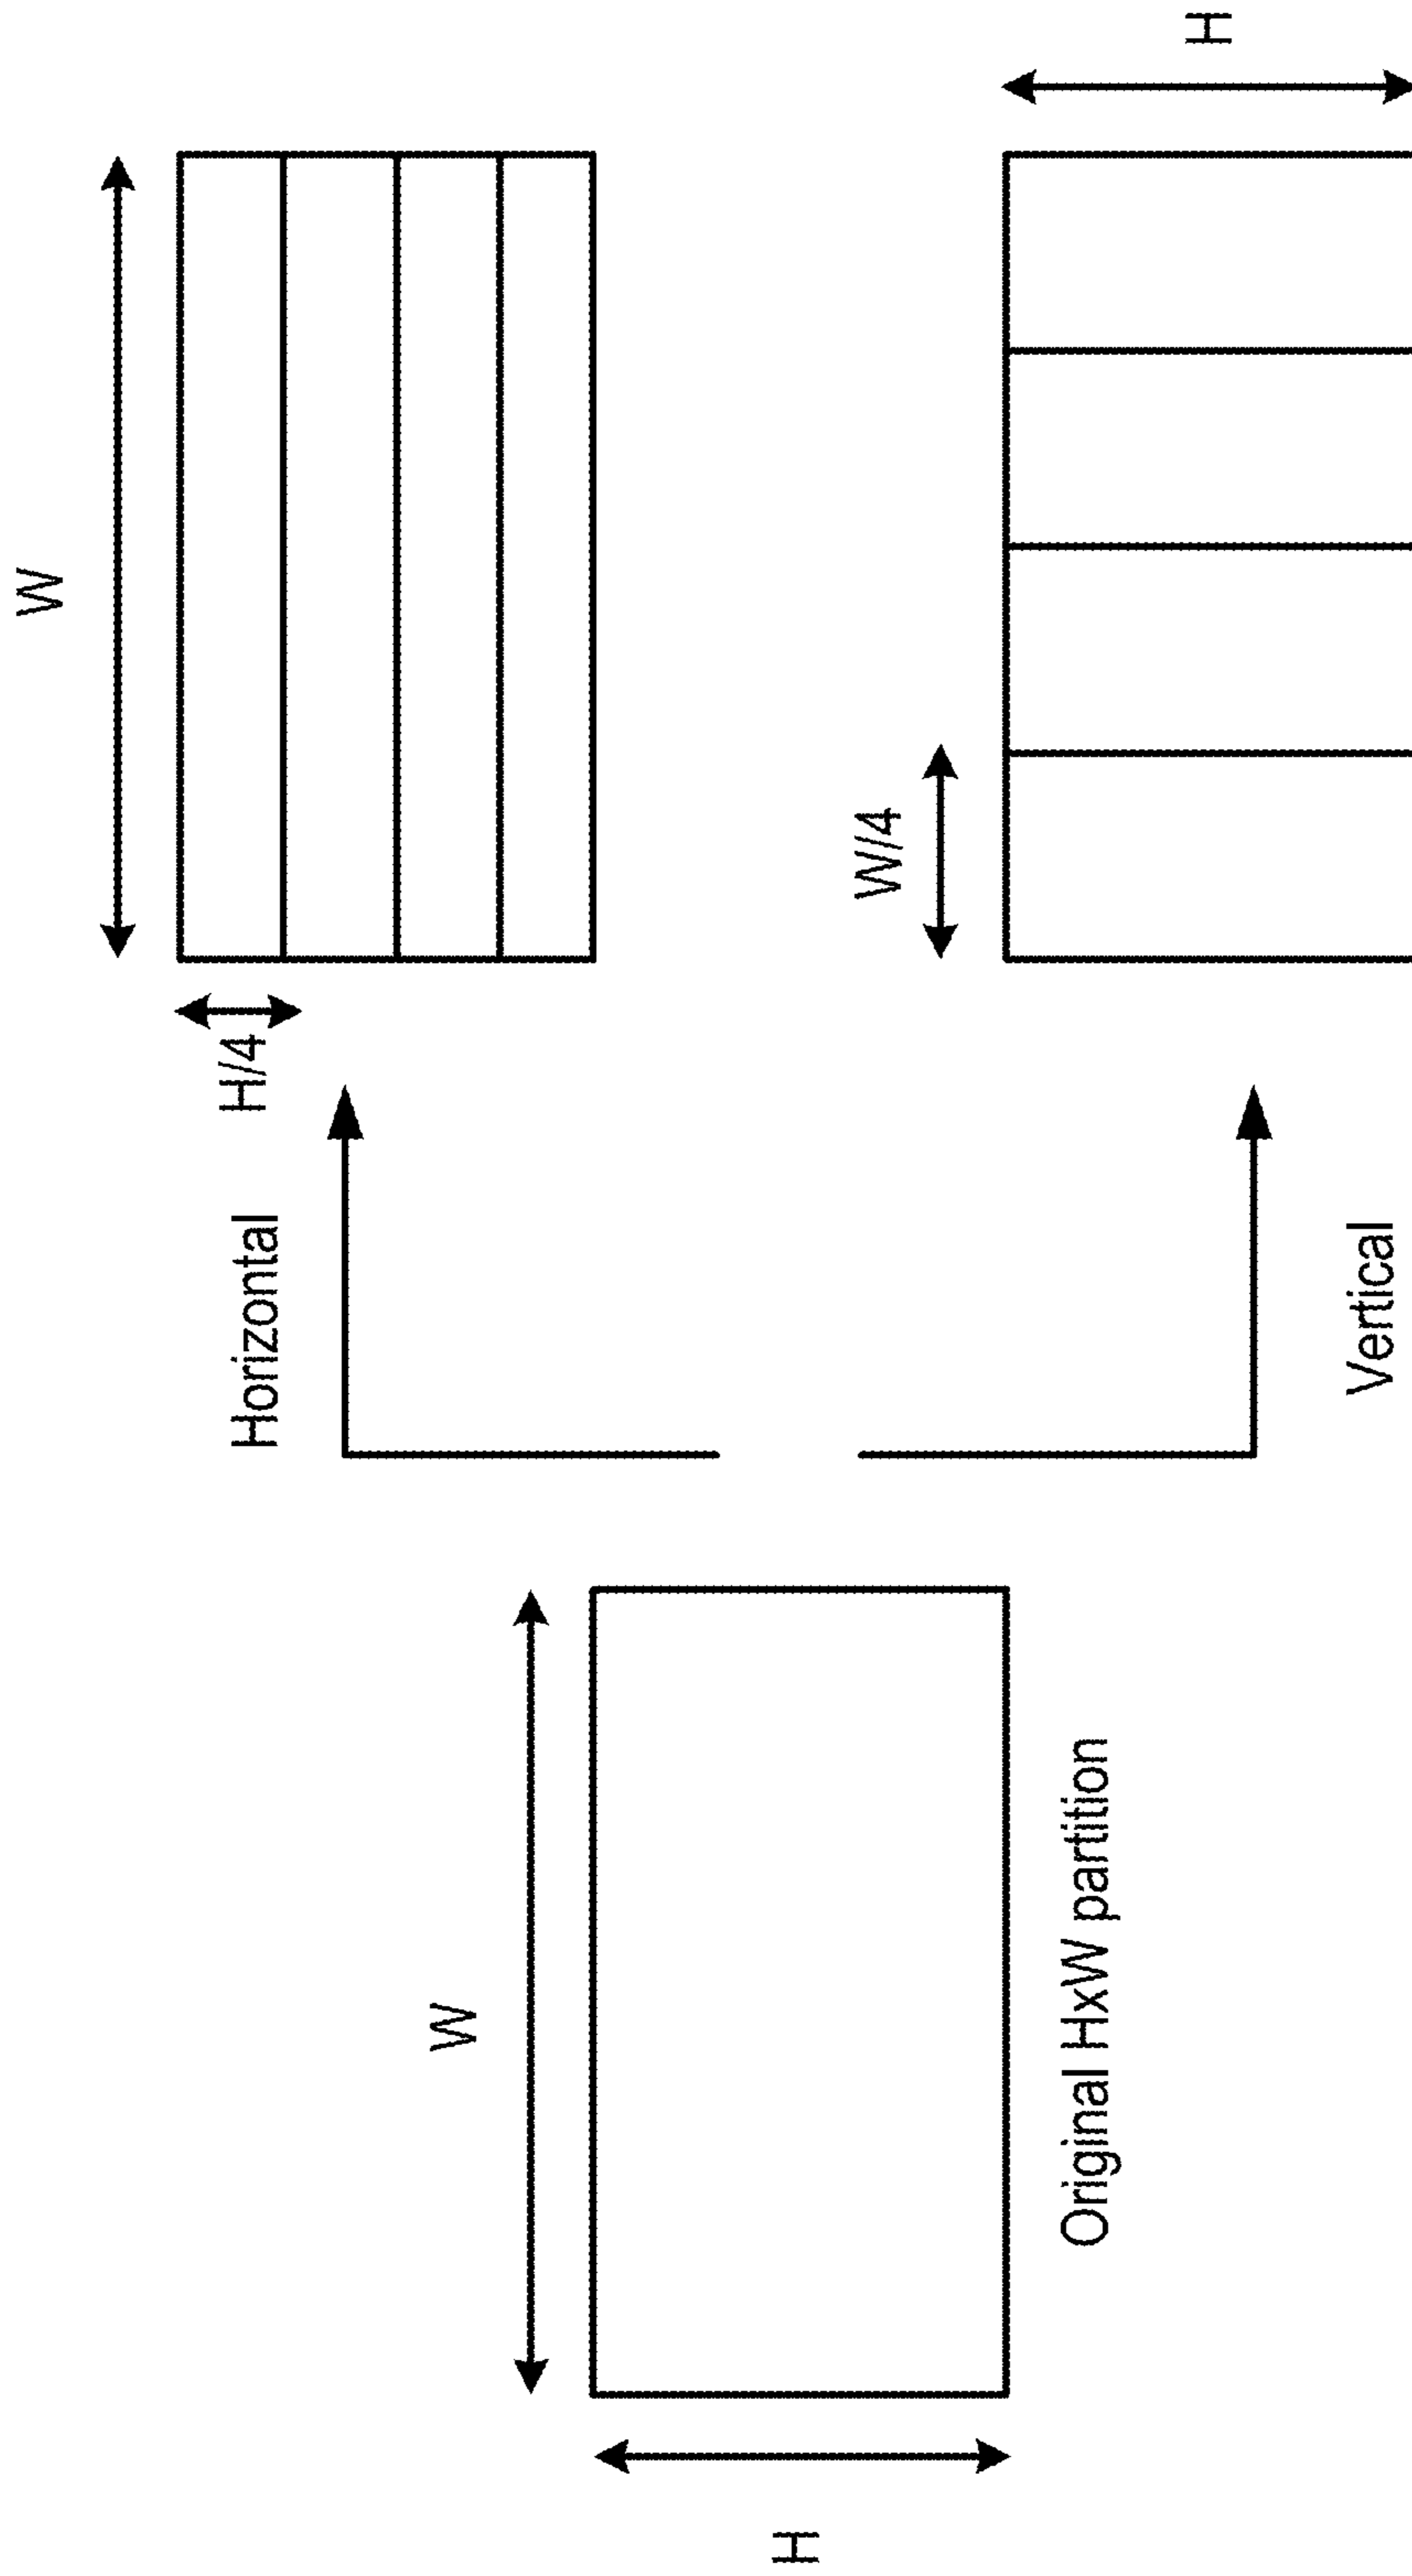 H
W
Original HxW partition
Horizontal
Vertical
H/4
W
W/4
H